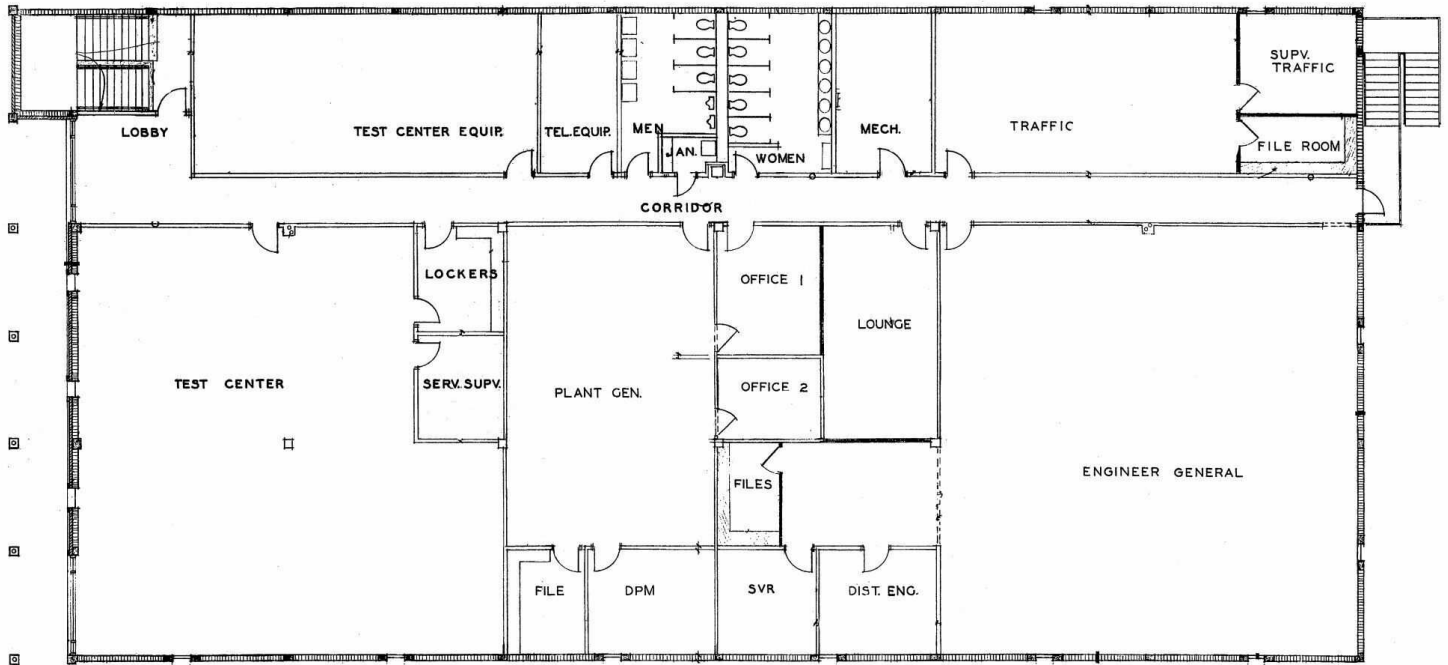 SUPV.
TRAFFIC
LOBBY
TEST CENTER EQUIP.
TEL. EQUIP.
MEN
JAN.
WOMEN
MECH.
TRAFFIC
FILE ROOM
CORRIDOR
LOCKERS
OFFICE 1
LOUNGE
TEST CENTER
SERV. SUPV.
PLANT GEN.
OFFICE 2
FILES
ENGINEER GENERAL
FILE
DPM
SVR
DIST. ENG.